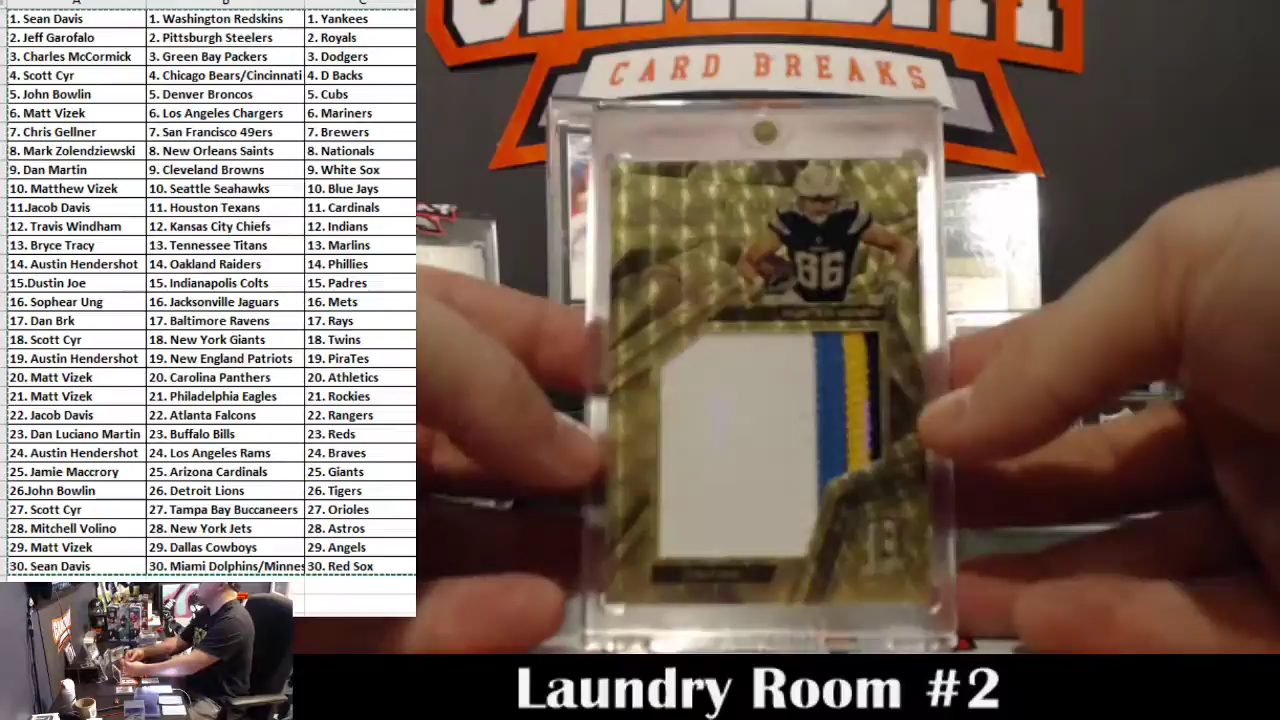 A B C
1. Sean Davis 1. Washington Redskins 1. Yankees
2. Jeff Garofalo 2. Pittsburgh Steelers 2. Royals
3. Charles McCormick 3. Green Bay Packers 3. Dodgers
4. Scott Cyr 4. Chicago Bears/Cincinnati 4. D Backs
5. John Bowlin 5. Denver Broncos 5. Cubs
6. Matt Vizek 6. Los Angeles Chargers 6. Mariners
7. Chris Gellner 7. San Francisco 49ers 7. Brewers
8. Mark Zolendziewski 8. New Orleans Saints 8. Nationals
9. Dan Martin 9. Cleveland Browns 9. White Sox
10. Matthew Vizek 10. Seattle Seahawks 10. Blue Jays
11.Jacob Davis 11. Houston Texans 11. Cardinals
12. Travis Windham 12. Kansas City Chiefs 12. Indians
13. Bryce Tracy 13. Tennessee Titans 13. Marlins
14. Austin Hendershot 14. Oakland Raiders 14. Phillies
15.Dustin Joe 15. Indianapolis Colts 15. Padres
16. Sophear Ung 16. Jacksonville Jaguars 16. Mets
17. Dan Brk 17. Baltimore Ravens 17. Rays
18. Scott Cyr 18. New York Giants 18. Twins
19. Austin Hendershot 19. New England Patriots 19. PiraTes
20. Matt Vizek 20. Carolina Panthers 20. Athletics
21. Matt Vizek 21. Philadelphia Eagles 21. Rockies
22. Jacob Davis 22. Atlanta Falcons 22. Rangers
23. Dan Luciano Martin 23. Buffalo Bills 23. Reds
24. Austin Hendershot 24. Los Angeles Rams 24. Braves
25. Jamie Maccrory 25. Arizona Cardinals 25. Giants
26.John Bowlin 26. Detroit Lions 26. Tigers
27. Scott Cyr 27. Tampa Bay Buccaneers 27. Orioles
28. Mitchell Volino 28. New York Jets 28. Astros
29. Matt Vizek 29. Dallas Cowboys 29. Angels
30. Sean Davis 30. Miami Dolphins/Minnes 30. Red Sox
GAMEDAY
CARD BREAKS
86
Laundry Room #2